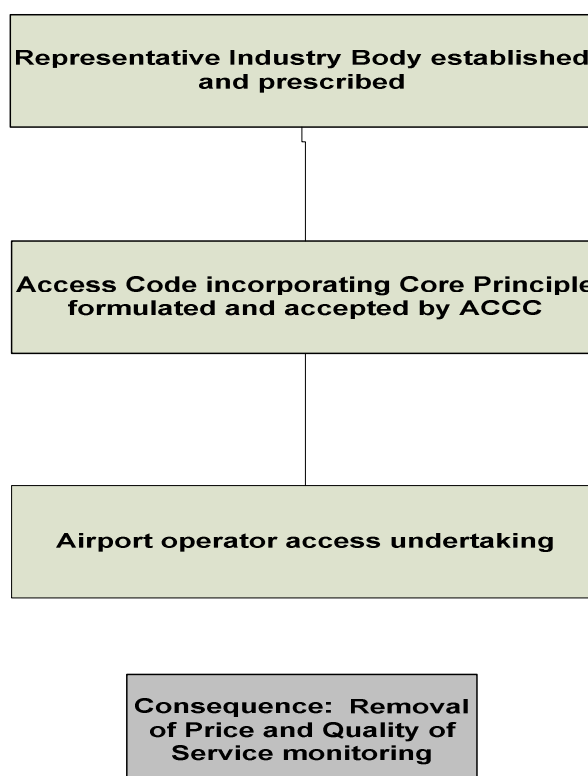 Representative Industry Body established
and prescribed
Access Code incorporating Core Principle
formulated and accepted by ACCC
Airport operator access undertaking
Consequence: Removal
of Price and Quality of
Service monitoring